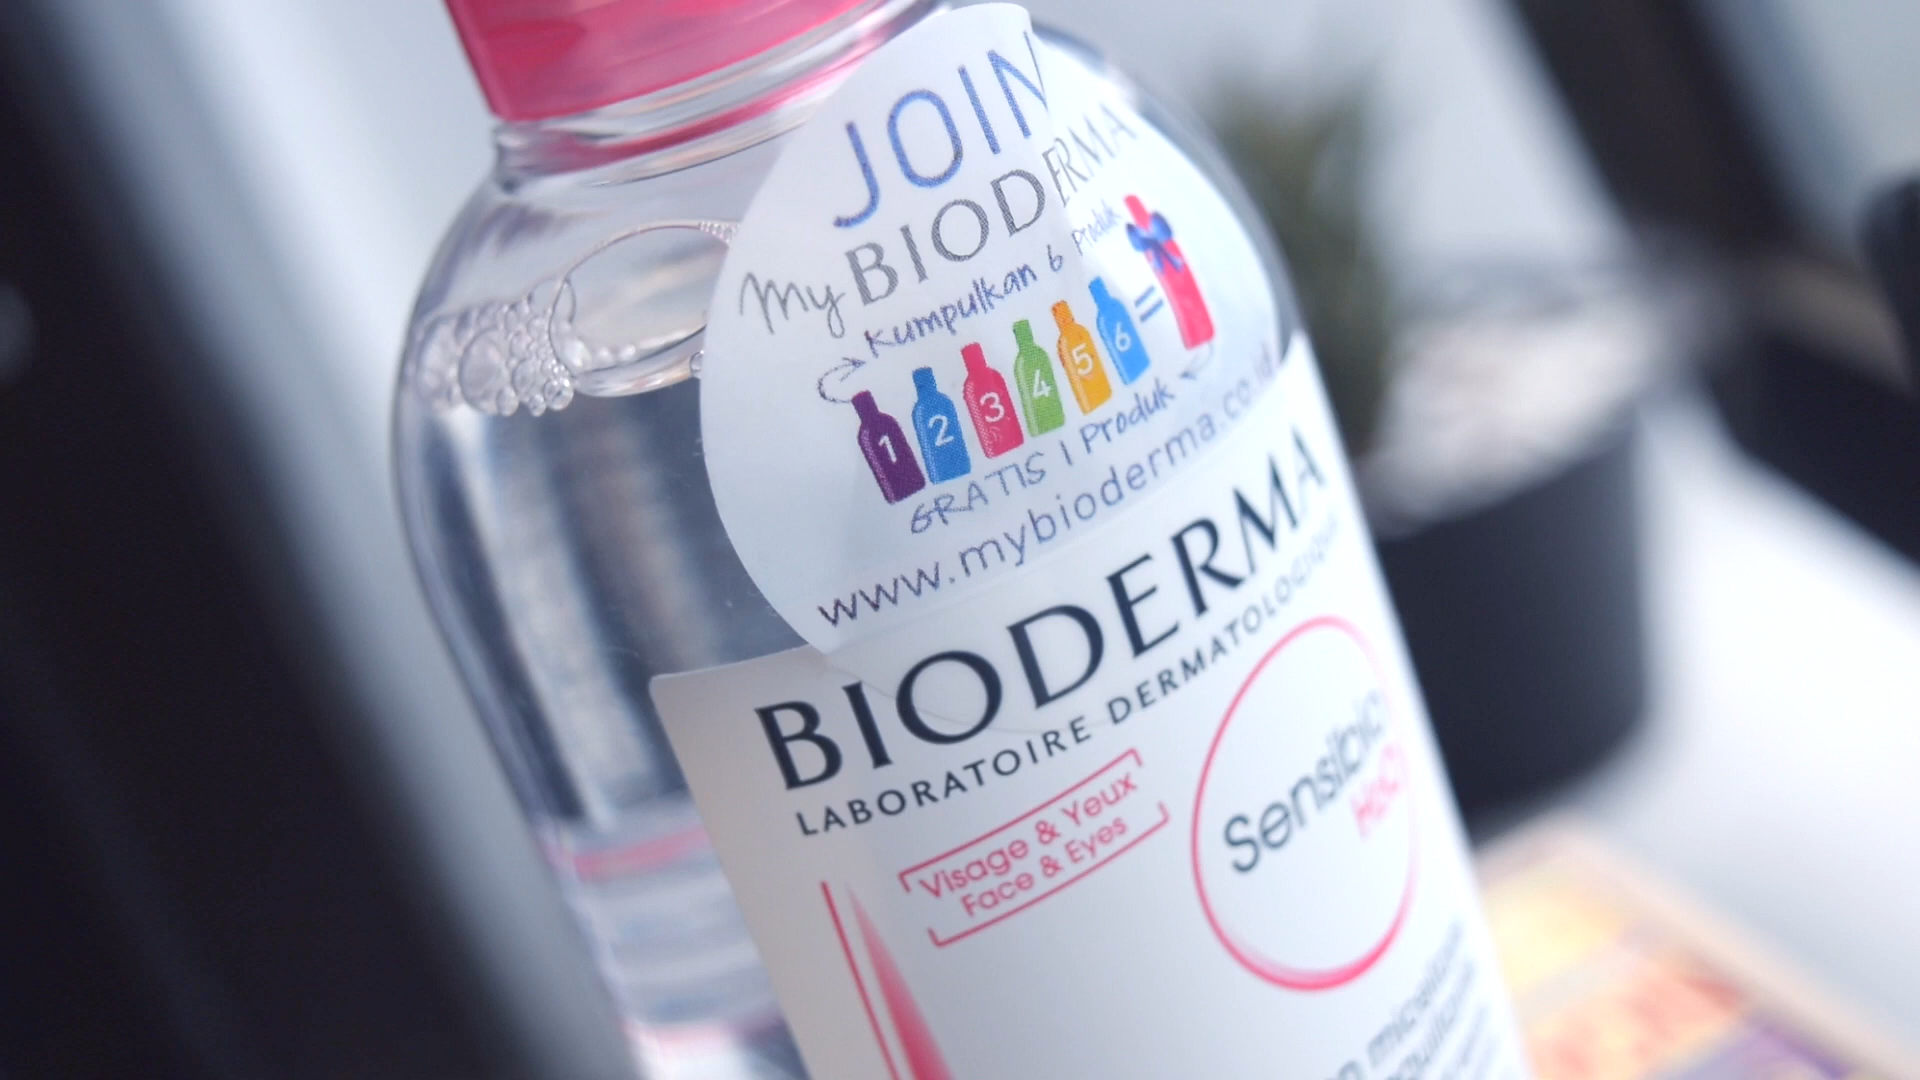 JOIN
My BIODERMA
Kumpulkan 6 Produk
1 2 3 4 5 6 =
GRATIS 1 Produk
www.mybioderma.co.id
BIODERMA
LABORATOIRE DERMATOLOGIQUE
Visage & Yeux
Face & Eyes
Sensibio
H2O